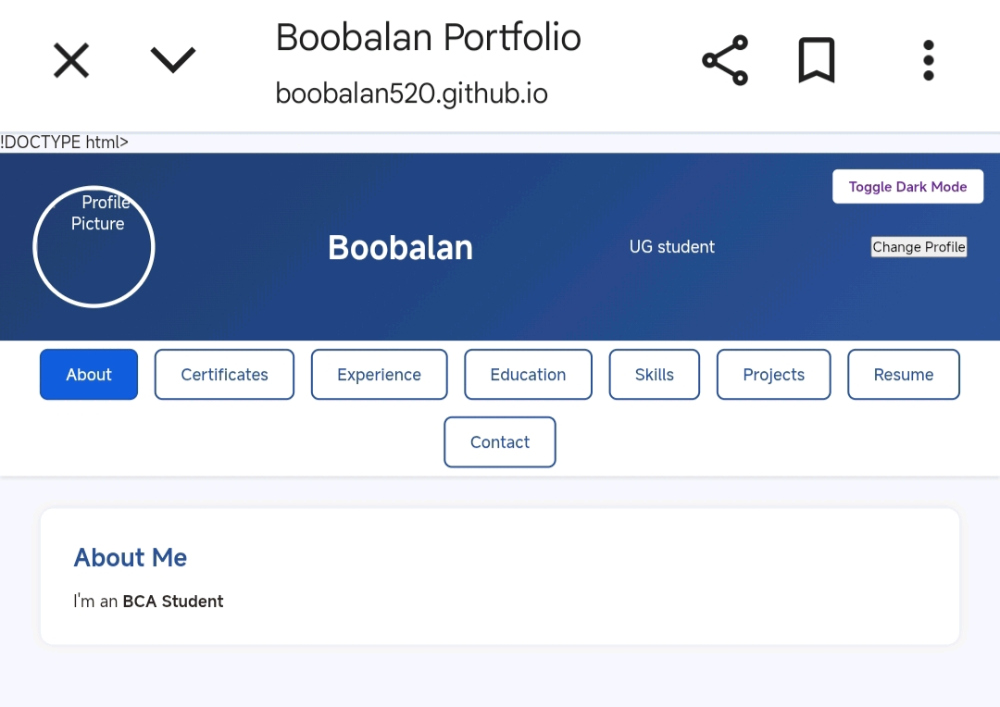 Boobalan Portfolio
boobalan520.github.io
!DOCTYPE html>
Toggle Dark Mode
Profile
Picture
Boobalan
UG student
Change Profile
About
Certificates
Experience
Education
Skills
Projects
Resume
Contact
About Me
I'm an BCA Student